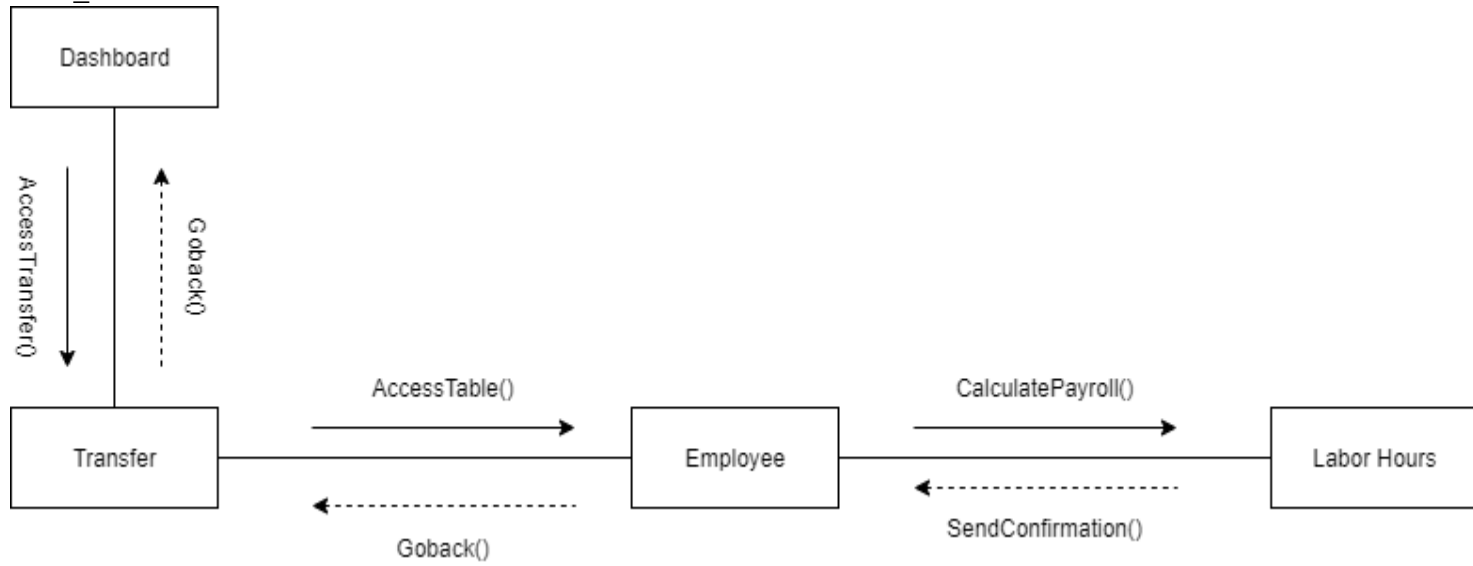 Dashboard
AccessTransfer()
Goback()
AccessTable()
CalculatePayroll()
Transfer
Employee
Labor Hours
SendConfirmation()
Goback()